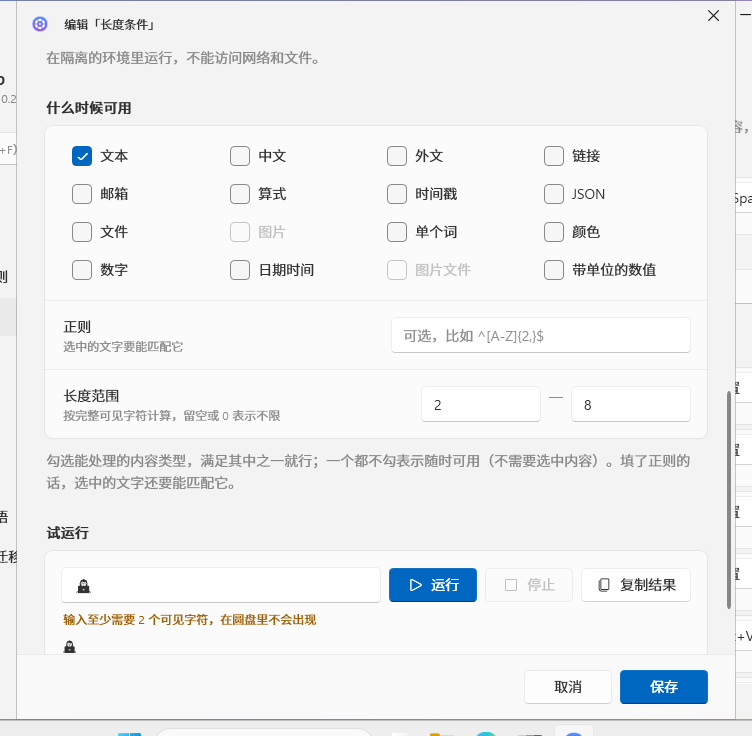 编辑「长度条件」
在隔离的环境里运行，不能访问网络和文件。
0.2
什么时候可用
文本
中文
外文
链接
+F)
邮箱
算式
时间戳
JSON
文件
图片
单个词
颜色
数字
日期时间
图片文件
带单位的数值
正则
选中的文字要能匹配它
可选，比如 ^[A-Z]{2,}$
长度范围
按完整可见字符计算，留空或 0 表示不限
2
—
8
勾选能处理的内容类型，满足其中之一就行；一个都不勾表示随时可用（不需要选中内容）。填了正则的
话，选中的文字还要能匹配它。
试运行
运行
停止
复制结果
输入至少需要 2 个可见字符，在圆盘里不会出现
取消
保存